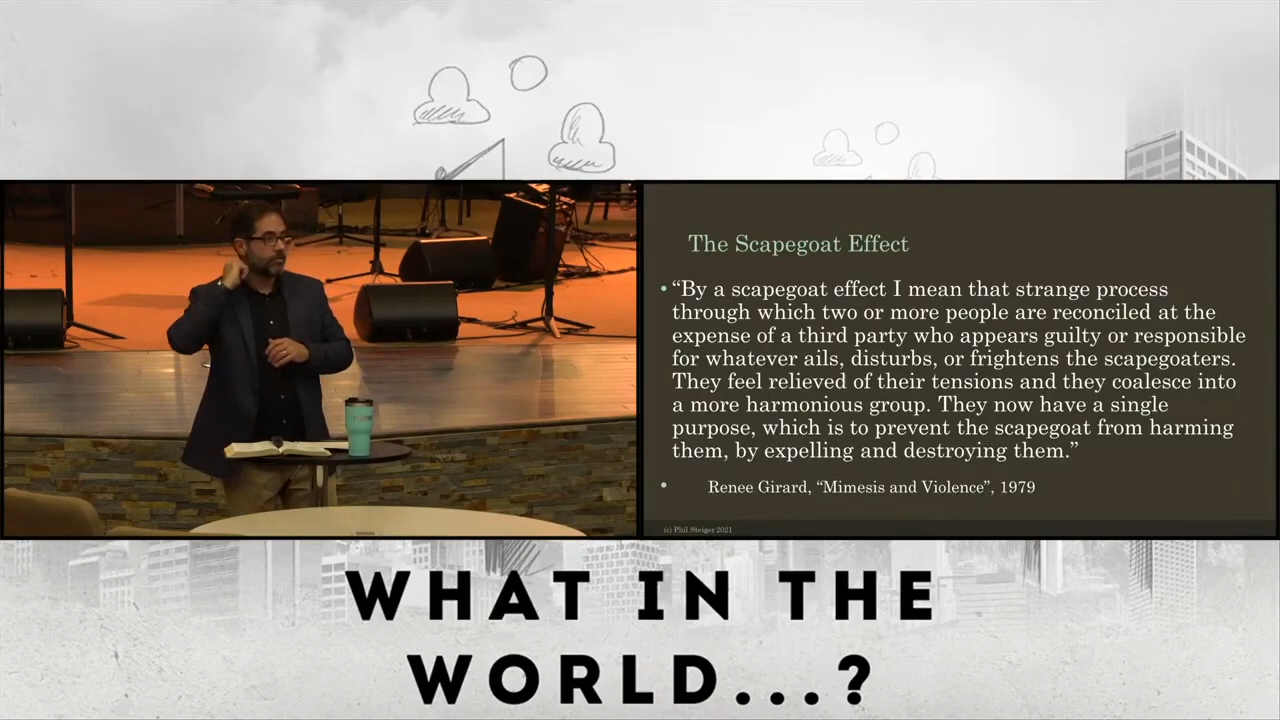 The Scapegoat Effect
• “By a scapegoat effect I mean that strange process
through which two or more people are reconciled at the
expense of a third party who appears guilty or responsible
for whatever ails, disturbs, or frightens the scapegoaters.
They feel relieved of their tensions and they coalesce into
a more harmonious group. They now have a single
purpose, which is to prevent the scapegoat from harming
them, by expelling and destroying them.”
• Renee Girard, “Mimesis and Violence”, 1979
(c) Phil Steiger 2021
WHAT IN THE
WORLD...?